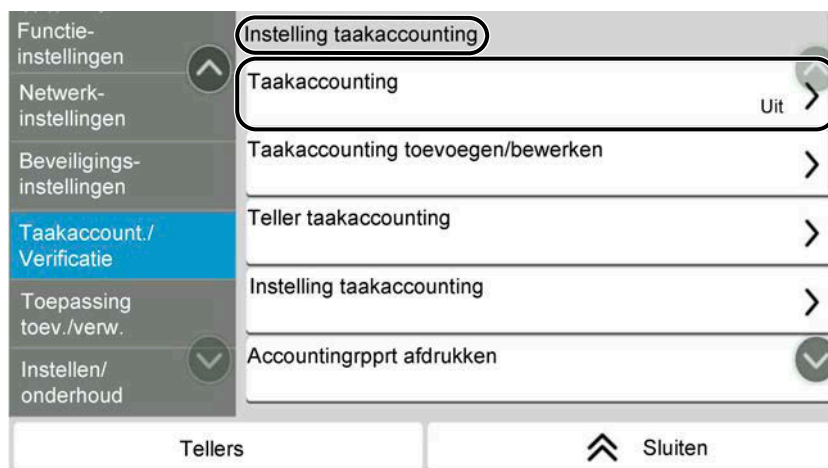 Functie-
instellingen
Netwerk-
instellingen
Beveiligings-
instellingen
Taakaccount./
Verificatie
Toepassing
toev./verw.
Instellen/
onderhoud
Instelling taakaccounting
Taakaccounting
Uit
Taakaccounting toevoegen/bewerken
Teller taakaccounting
Instelling taakaccounting
Accountingrpprt afdrukken
Tellers
Sluiten